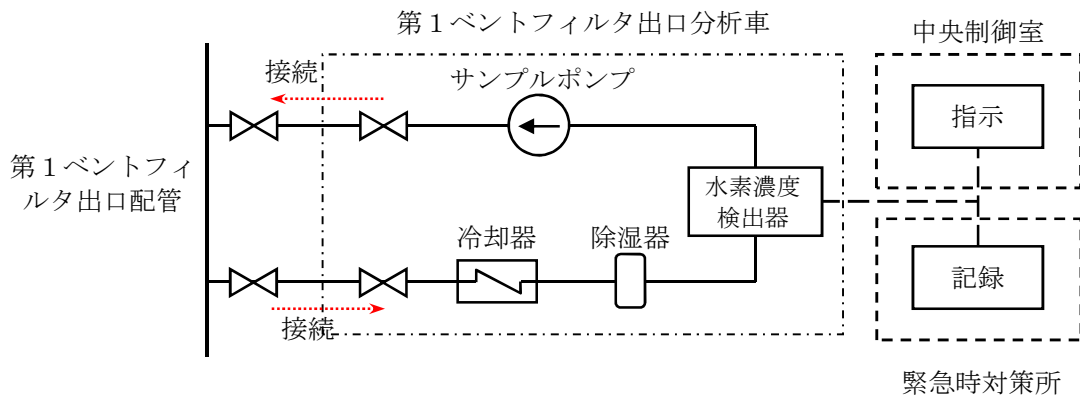 第１ベントフィルタ出口分析車
中央制御室
接続
サンプルポンプ
指示
第１ベントフィ
ルタ出口配管
水素濃度
検出器
冷却器
除湿器
記録
接続
緊急時対策所